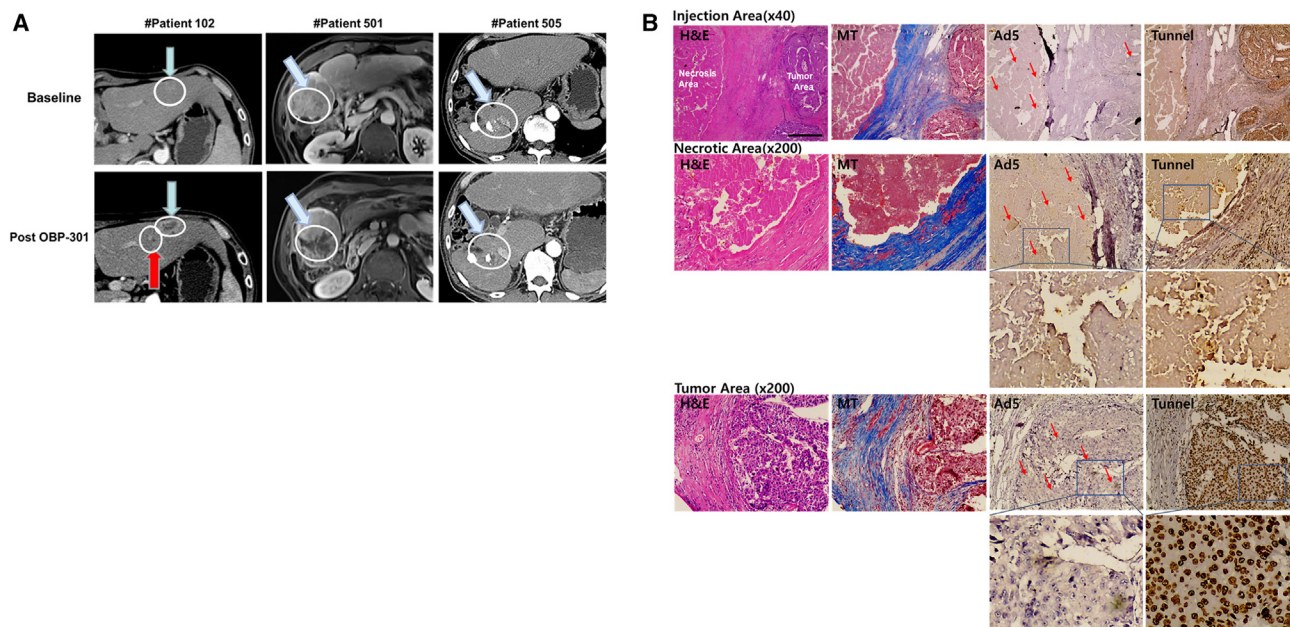 A
#Patient 102
#Patient 501
#Patient 505
Baseline
Post OBP-301
B
Injection Area(x40)
H&E
MT
Ad5
Tunnel
Necrosis
Area
Tumor
Area
Necrotic Area(x200)
H&E
MT
Ad5
Tunnel
Tumor Area (x200)
H&E
MT
Ad5
Tunnel